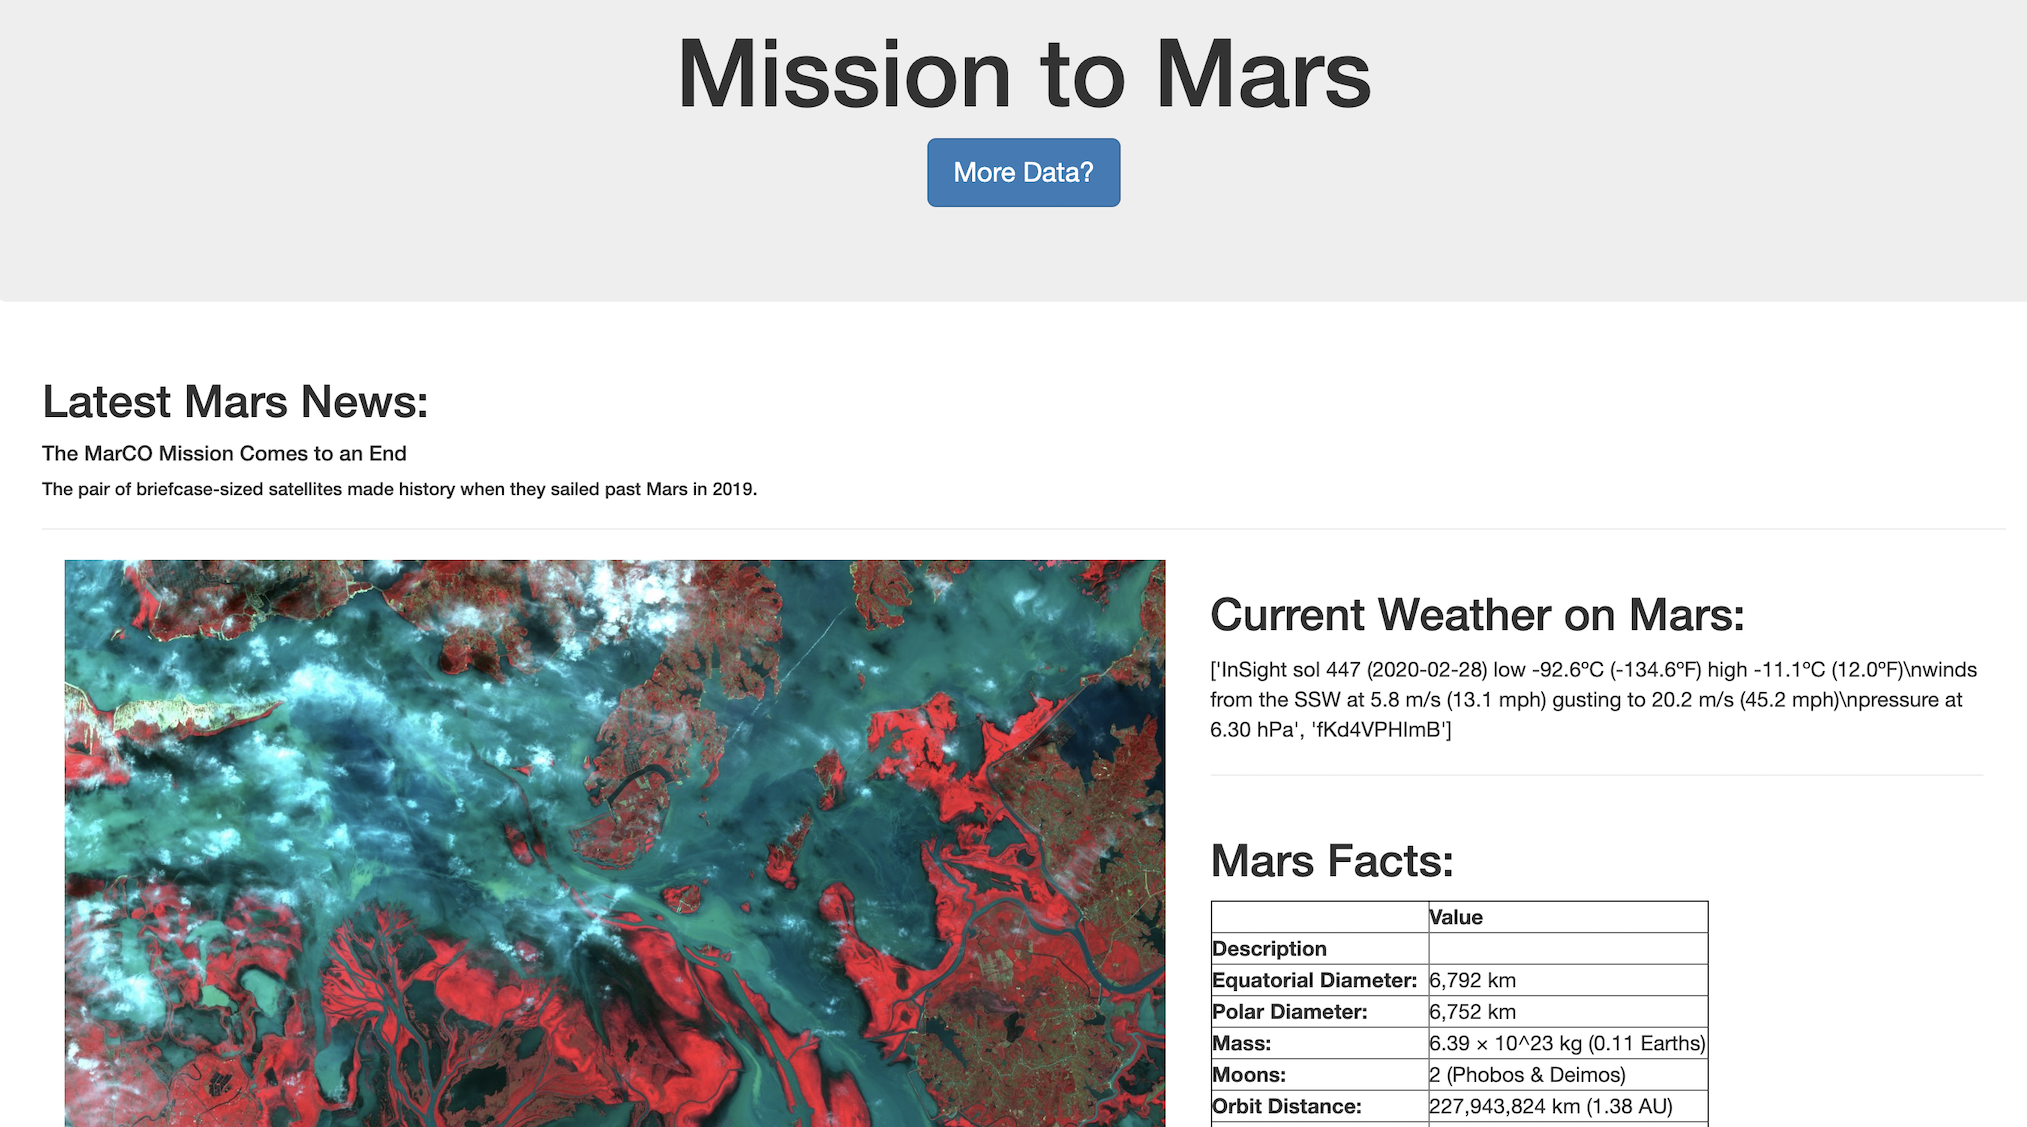 Mission to Mars
More Data?
Latest Mars News:
The MarCO Mission Comes to an End
The pair of briefcase-sized satellites made history when they sailed past Mars in 2019.
Current Weather on Mars:
['InSight sol 447 (2020-02-28) low -92.6ºC (-134.6ºF) high -11.1ºC (12.0ºF)\nwinds
from the SSW at 5.8 m/s (13.1 mph) gusting to 20.2 m/s (45.2 mph)\npressure at
6.30 hPa', 'fKd4VPHImB']
Mars Facts:
Value
Description
Equatorial Diameter: 6,792 km
Polar Diameter: 6,752 km
Mass: 6.39 × 10^23 kg (0.11 Earths)
Moons: 2 (Phobos & Deimos)
Orbit Distance: 227,943,824 km (1.38 AU)